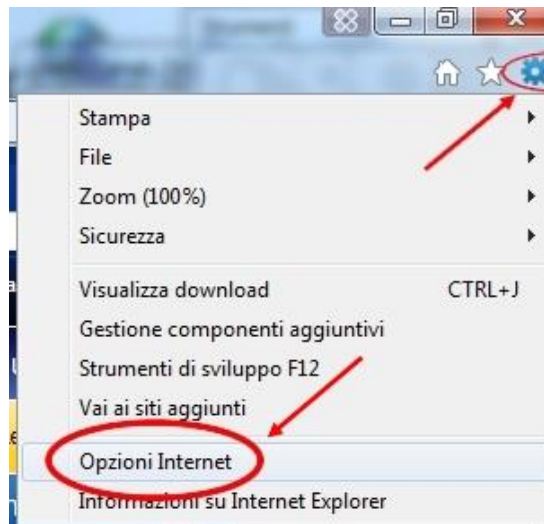 Stampa
File
Zoom (100%)
Sicurezza
Visualizza download CTRL+J
Gestione componenti aggiuntivi
Strumenti di sviluppo F12
Vai ai siti aggiunti
Opzioni Internet
Informazioni su Internet Explorer